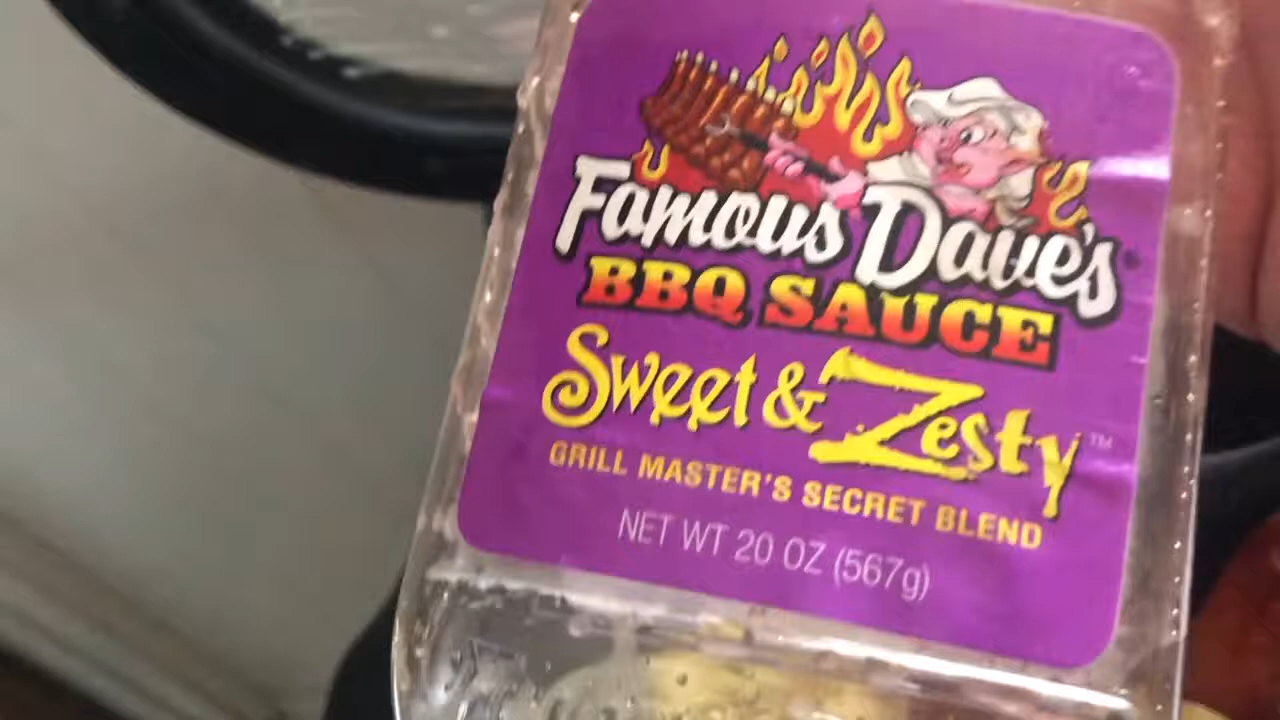 Famous Dave's
BBQ SAUCE
Sweet & Zesty™
GRILL MASTER'S SECRET BLEND
NET WT 20 OZ (567g)